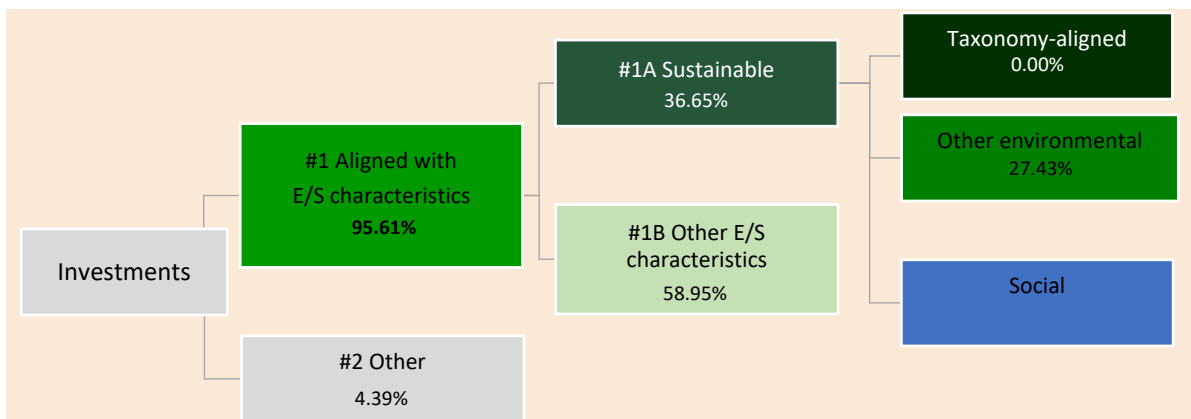 Investments
#1 Aligned with
E/S characteristics
95.61%
#2 Other
4.39%
#1A Sustainable
36.65%
#1B Other E/S
characteristics
58.95%
Taxonomy-aligned
0.00%
Other environmental
27.43%
Social